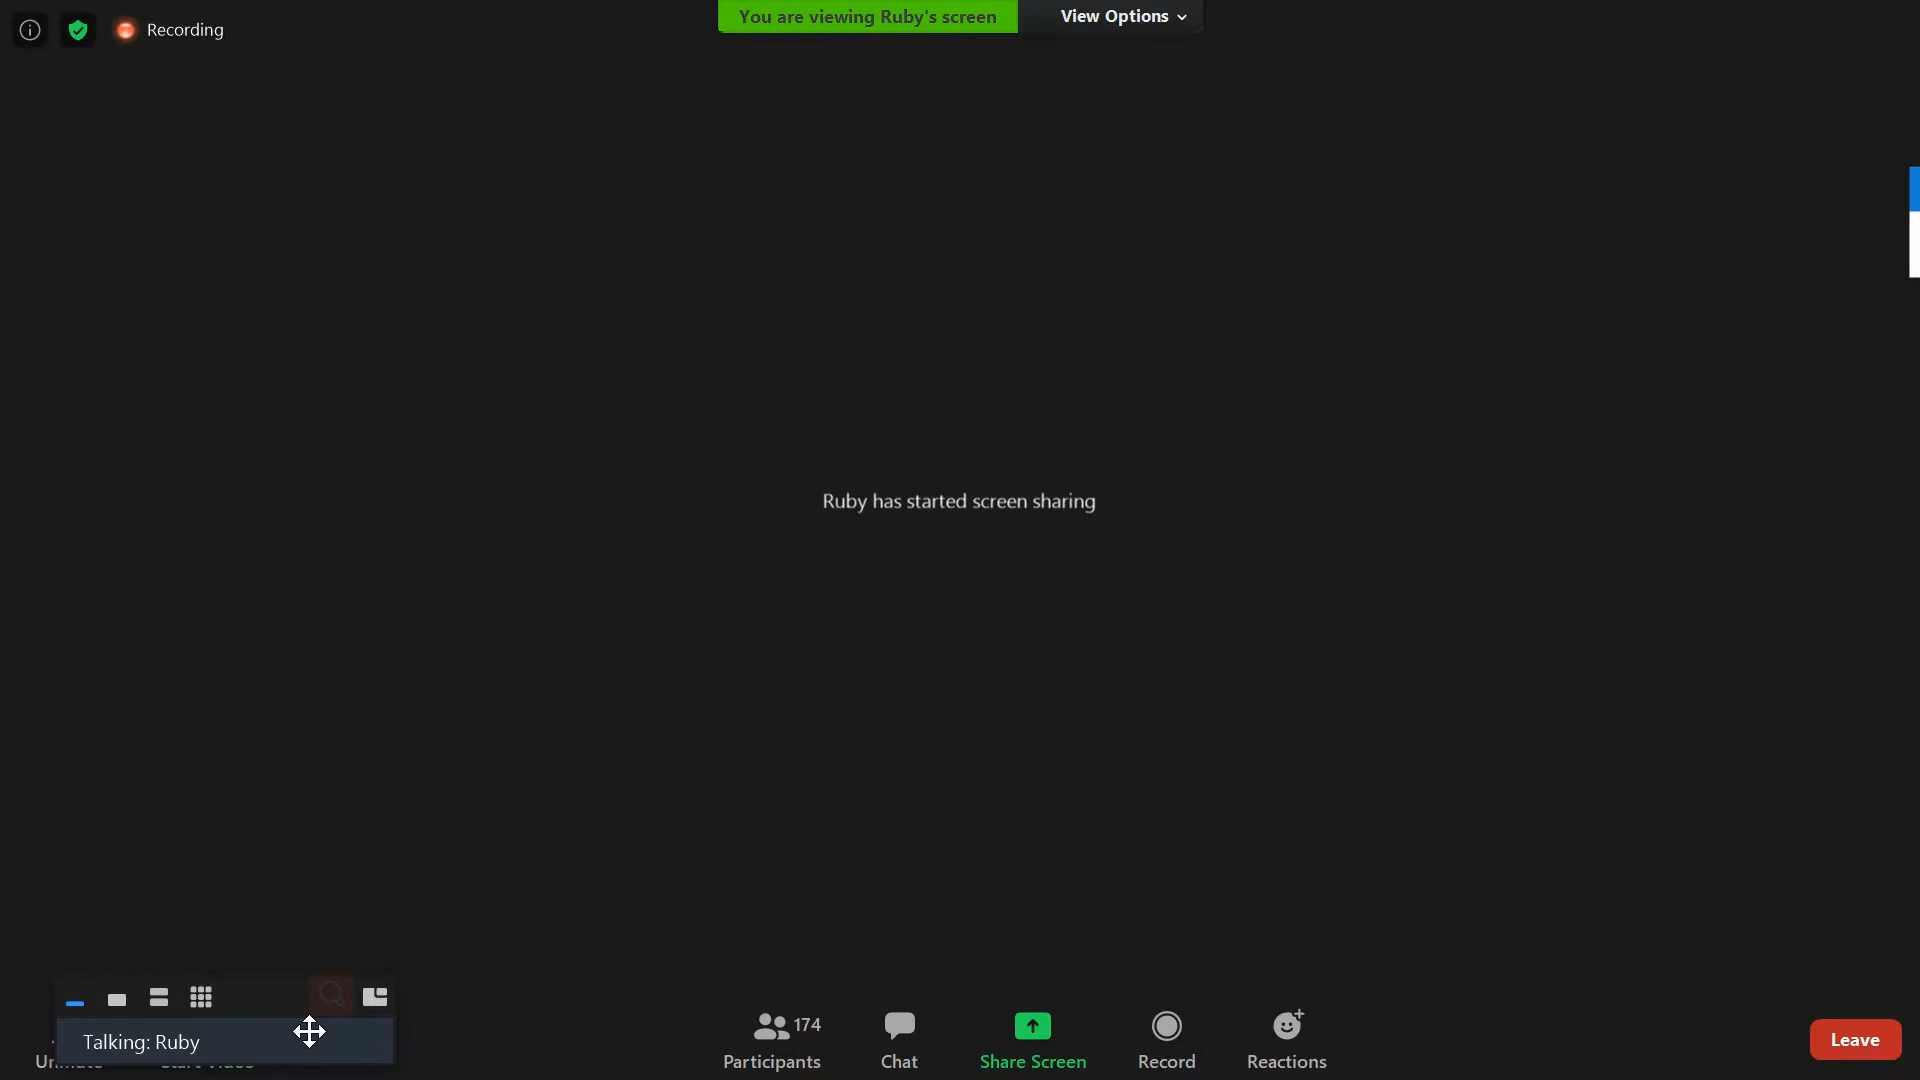 Recording
You are viewing Ruby's screen
View Options
Ruby has started screen sharing
Talking: Ruby
174
Participants
Chat
Share Screen
Record
Reactions
Leave